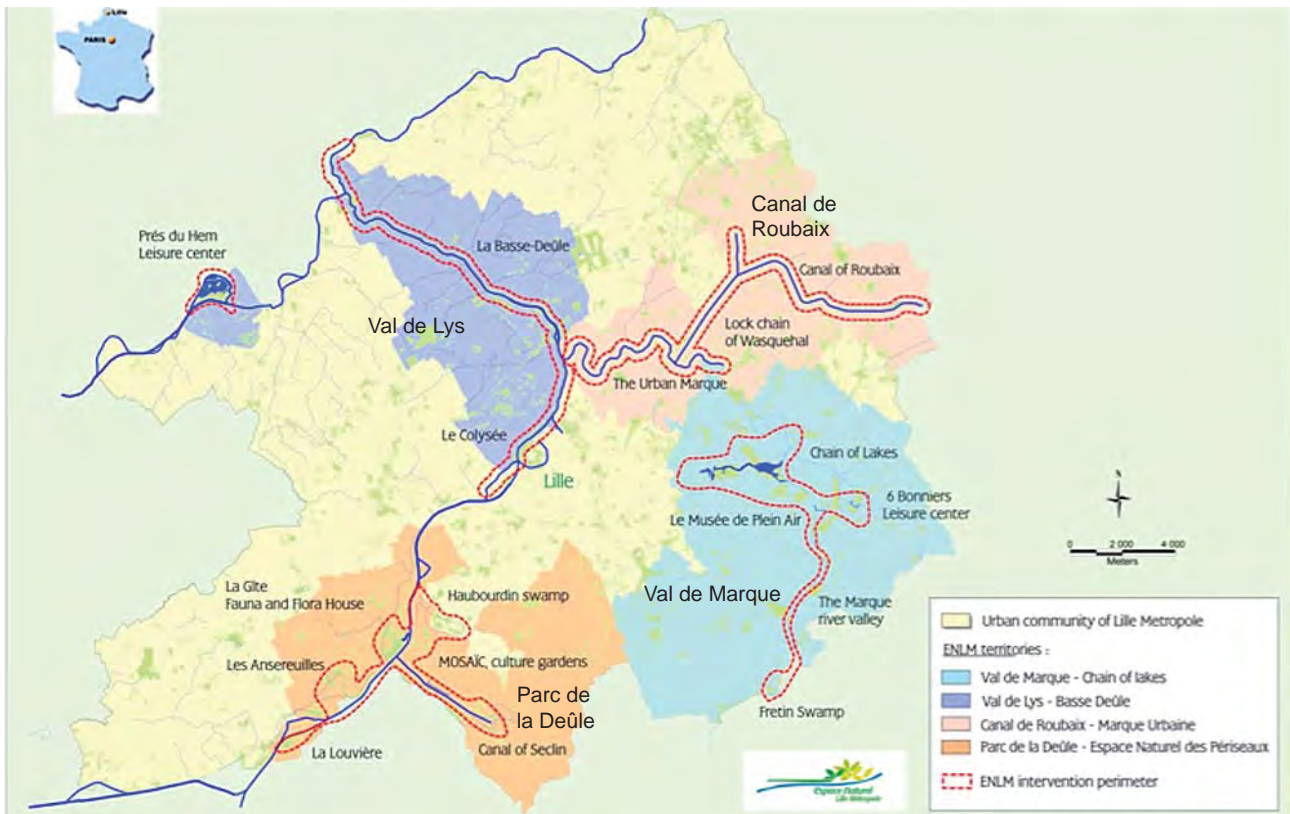 Lille
PARIS
Canal de
Roubaix
Prés du Hem
Leisure center
La Basse-Deûle
Canal of Roubaix
Val de Lys
Lock chain
of Wasquehal
The Urban Marque
Le Colysée
Chain of Lakes
Lille
6 Bonniers
Leisure center
Le Musée de Plein Air
N
0 2 000 4 000
Meters
La Gîte
Fauna and Flora House
Haubourdin swamp
Val de Marque
The Marque
river valley
Les Ansereuilles
MOSAÏC, culture gardens
Parc de
la Deûle
Fretin Swamp
La Louvière
Canal of Seclin
Urban community of Lille Metropole
ENLM territories :
Val de Marque - Chain of lakes
Val de Lys - Basse Deûle
Canal de Roubaix - Marque Urbaine
Parc de la Deûle - Espace Naturel des Périseaux
ENLM intervention perimeter
Espace Naturel
Lille Métropole